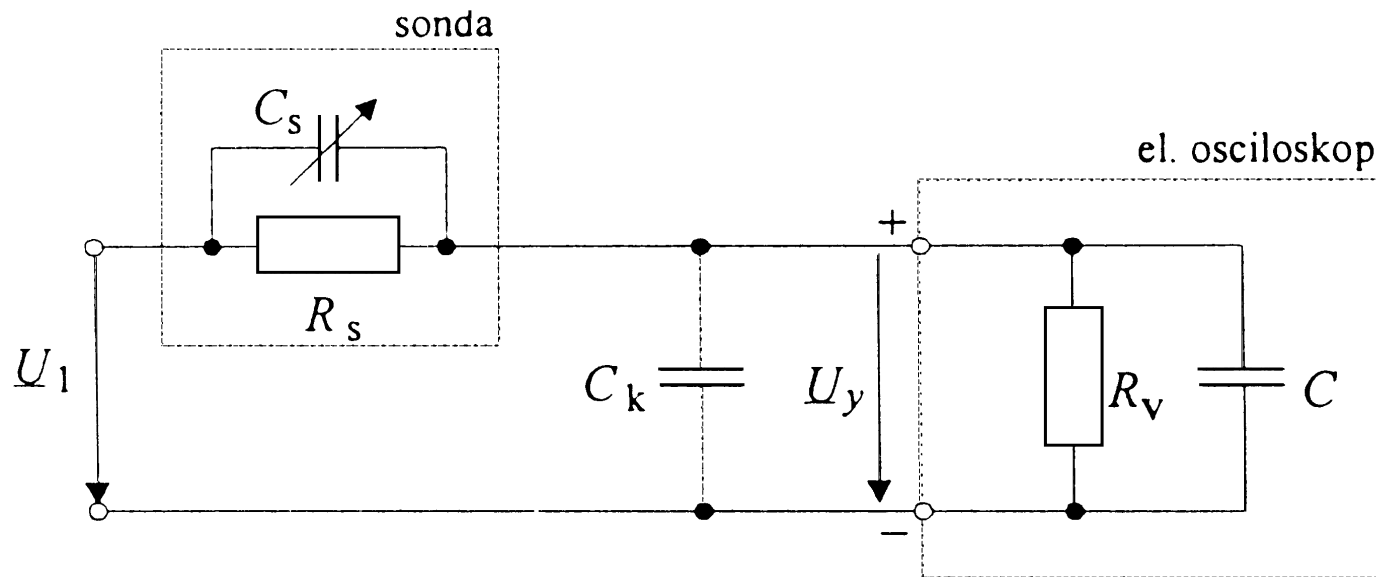 sonda
C_s
el. osciloskop
+
R_s
U_1
C_k
U_y
R_v
C
−